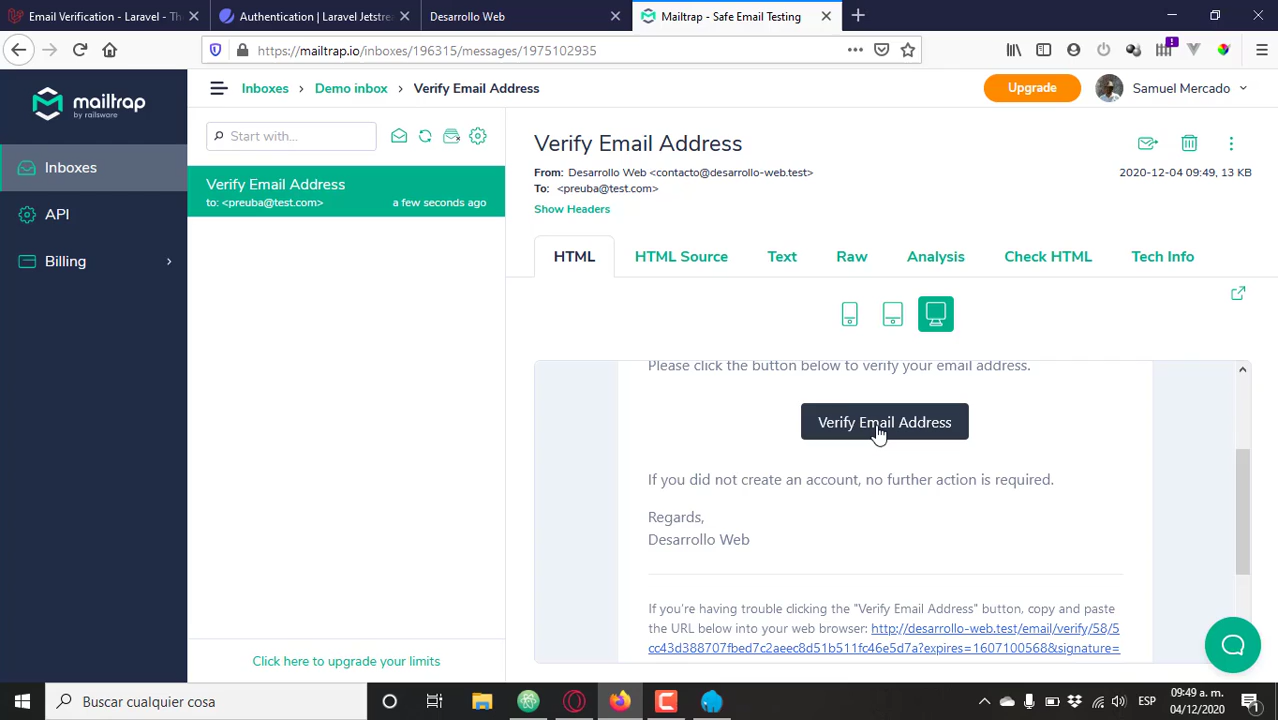 Email Verification - Laravel - Th
Authentication | Laravel Jetstre
Desarrollo Web
Mailtrap - Safe Email Testing
https://mailtrap.io/inboxes/196315/messages/1975102935
mailtrap
by railsware
Inboxes
API
Billing
Inboxes > Demo inbox > Verify Email Address
Upgrade
Samuel Mercado
Start with...
Verify Email Address
to: <preuba@test.com>
a few seconds ago
Click here to upgrade your limits
Verify Email Address
From: Desarrollo Web <contacto@desarrollo-web.test>
2020-12-04 09:49, 13 KB
To: <preuba@test.com>
Show Headers
HTML
HTML Source
Text
Raw
Analysis
Check HTML
Tech Info
Please click the button below to verify your email address.
Verify Email Address
If you did not create an account, no further action is required.
Regards,
Desarrollo Web
If you're having trouble clicking the "Verify Email Address" button, copy and paste
the URL below into your web browser: http://desarrollo-web.test/email/verify/58/5
cc43d388707fbed7c2aeec8d51b511fc46e5d7a?expires=1607100568&signature=
Buscar cualquier cosa
ESP
09:49 a. m.
04/12/2020
1